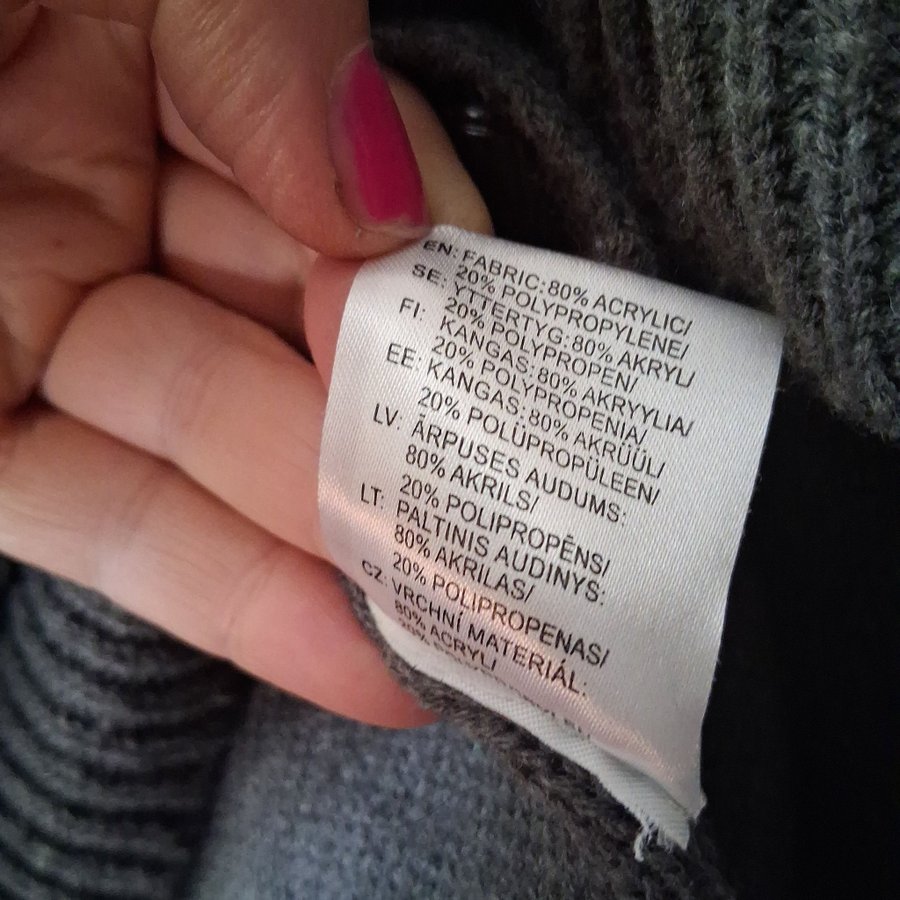 EN: FABRIC:80% ACRYLIC/
20% POLYPROPYLENE/
SE: YTTERTYG:80% AKRYL/
20% POLYPROPEN/
FI: KANGAS:80% AKRYYLIA/
20% POLYPROPENIA/
EE: KANGAS:80% AKRÜÜL/
20% POLÜPROPÜLEEN/
LV: ĀRPUSES AUDUMS:
80% AKRILS/
20% POLIPROPĒNS/
LT: PALTINIS AUDINYS:
80% AKRILAS/
20% POLIPROPENAS/
CZ: VRCHNÍ MATERIÁL:
80% ACRYL/
20%